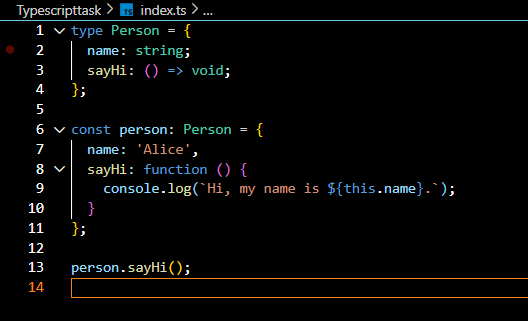 Typescripttask > TS index.ts > ...
1 type Person = {
2   name: string;
3   sayHi: () => void;
4 };
5
6 const person: Person = {
7   name: 'Alice',
8   sayHi: function () {
9     console.log(`Hi, my name is ${this.name}.`);
10   }
11 };
12
13 person.sayHi();
14